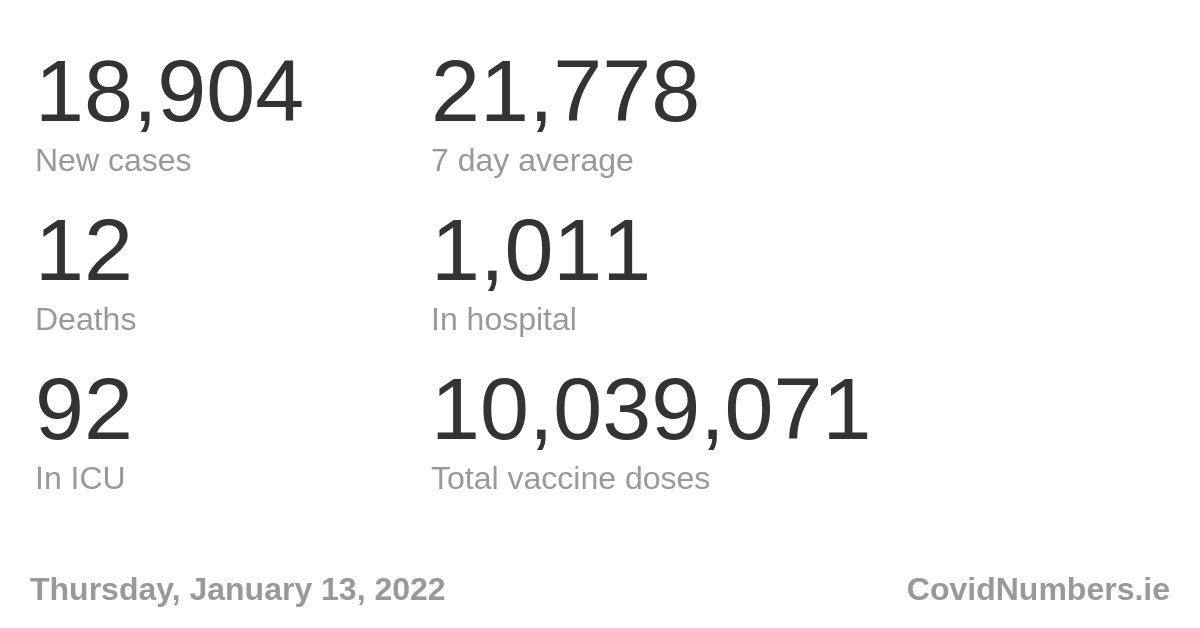 18,904
New cases
21,778
7 day average
12
Deaths
1,011
In hospital
92
In ICU
10,039,071
Total vaccine doses
Thursday, January 13, 2022
CovidNumbers.ie